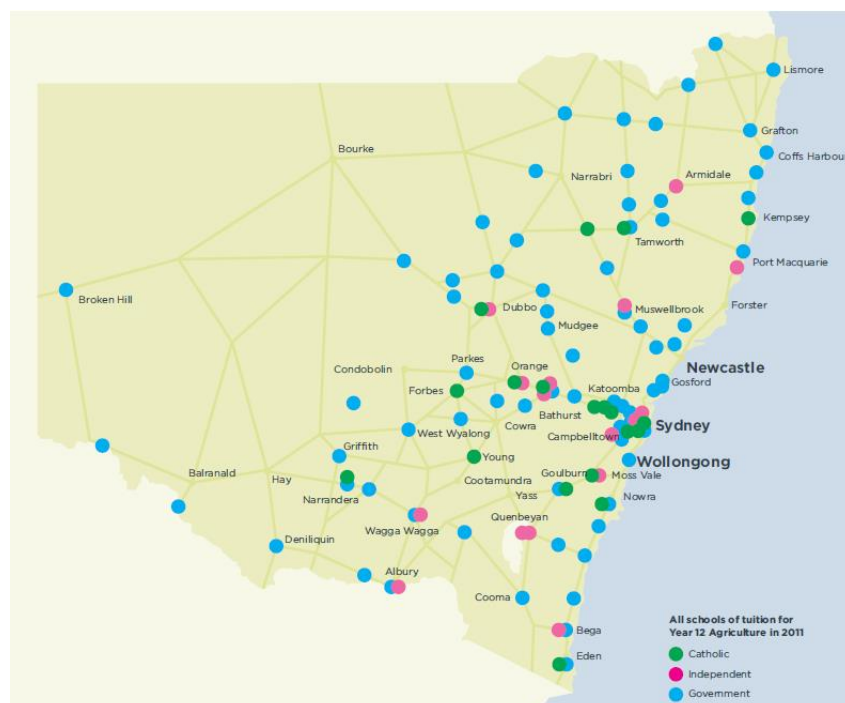 Lismore
Grafton
Coffs Harbou
Bourke
Narrabri
Armidale
Kempsey
Tamworth
Port Macquarie
Broken Hill
Dubbo
Muswellbrook
Forster
Mudgee
Parkes
Orange
Newcastle
Condobolin
Katoomba
Gosford
Forbes
Bathurst
Sydney
Cowra
West Wyalong
Campbelltown
Griffith
Young
Wollongong
Balranald
Hay
Cootamundra
Goulburn
Moss Vale
Narrandera
Yass
Nowra
Quenbeyan
Wagga Wagga
Deniliquin
Albury
Cooma
All schools of tuition for
Year 12 Agriculture in 2011
Bega
Catholic
Eden
Independent
Government